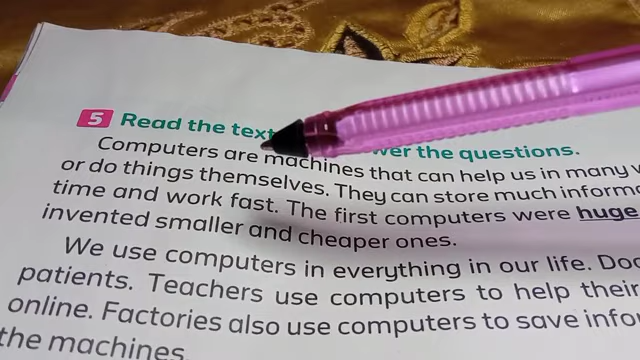 5 Read the text wer the questions.
Computers are machines that can help us in many
or do things themselves. They can store much
time and work fast. The first computers were huge
invented smaller and cheaper ones.
We use computers in everything in our life.
patients. Teachers use computers to help their
online. Factories also use computers to save
the machines.